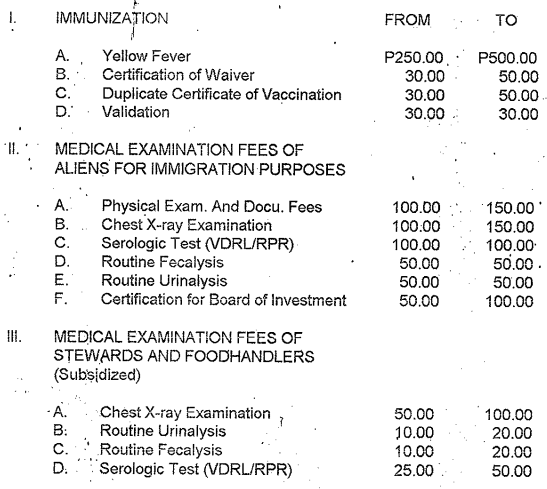 I. IMMUNIZATION FROM TO
A. Yellow Fever P250.00 P500.00
B. Certification of Waiver 30.00 50.00
C. Duplicate Certificate of Vaccination 30.00 50.00
D. Validation 30.00 30.00
II. MEDICAL EXAMINATION FEES OF
ALIENS FOR IMMIGRATION PURPOSES
A. Physical Exam. And Docu. Fees 100.00 150.00
B. Chest X-ray Examination 100.00 150.00
C. Serologic Test (VDRL/RPR) 100.00 100.00
D. Routine Fecalysis 50.00 50.00
E. Routine Urinalysis 50.00 50.00
F. Certification for Board of Investment 50.00 100.00
III. MEDICAL EXAMINATION FEES OF
STEWARDS AND FOODHANDLERS
(Subsidized)
A. Chest X-ray Examination 50.00 100.00
B. Routine Urinalysis 10.00 20.00
C. Routine Fecalysis 10.00 20.00
D. Serologic Test (VDRL/RPR) 25.00 50.00